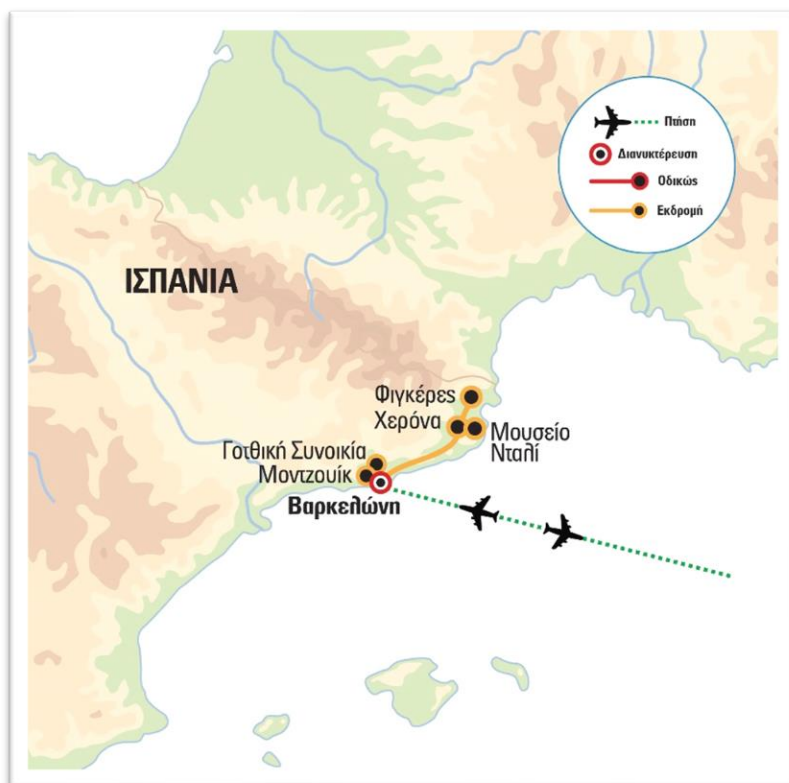 Πτήση
Διανυκτέρευση
Οδικώς
Εκδρομή
ΙΣΠΑΝΙΑ
Φιγκέρες
Χερόνα
Μουσείο
Νταλί
Γοτθική Συνοικία
Μοντζουίκ
Βαρκελώνη